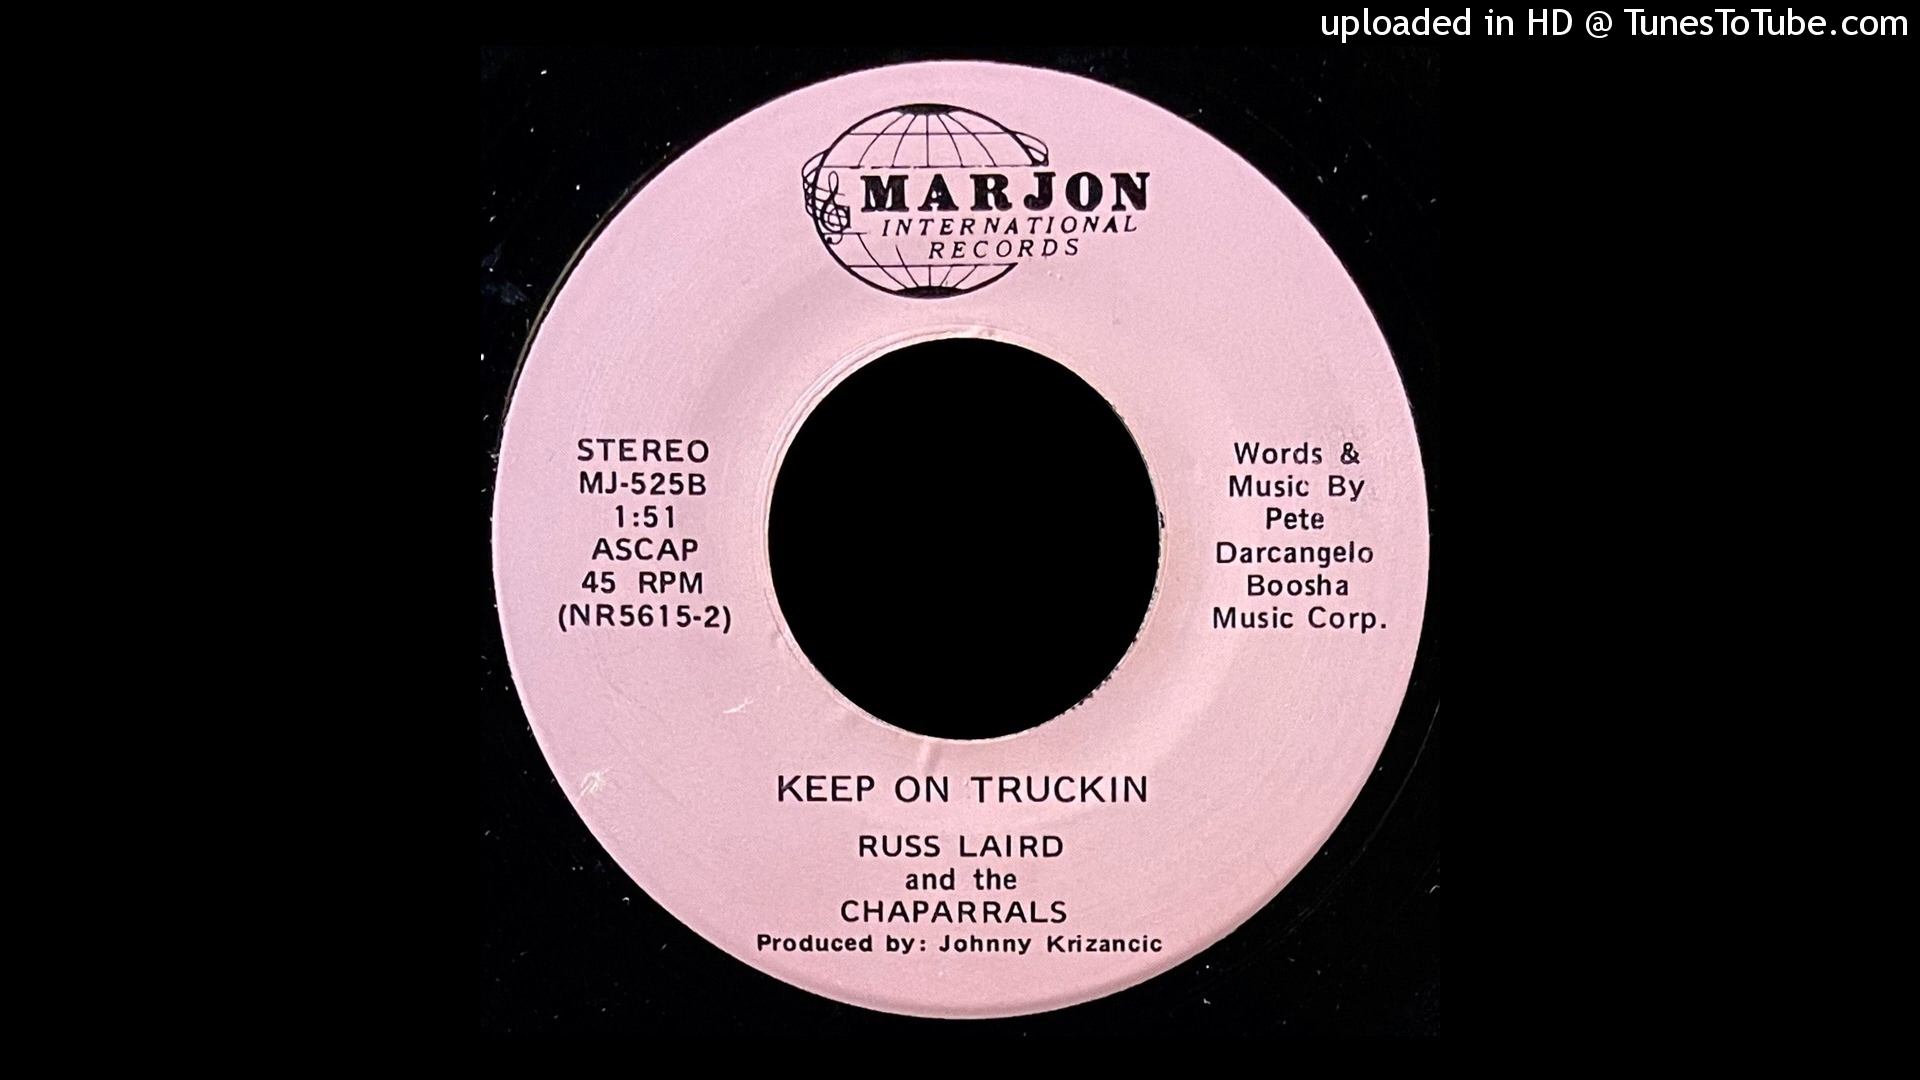 uploaded in HD @ TunesToTube.com
MARJON
INTERNATIONAL
RECORDS
STEREO
MJ-525B
1:51
ASCAP
45 RPM
(NR5615-2)
Words &
Music By
Pete
Darcangelo
Boosha
Music Corp.
KEEP ON TRUCKIN
RUSS LAIRD
and the
CHAPARRALS
Produced by: Johnny Krizancic